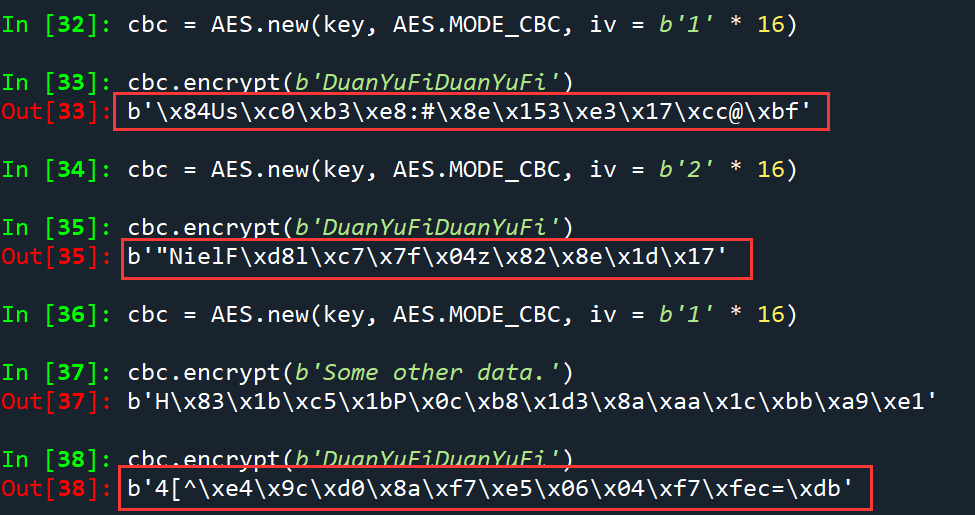 In [32]: cbc = AES.new(key, AES.MODE_CBC, iv = b'1' * 16)
In [33]: cbc.encrypt(b'DuanYuFiDuanYuFi')
Out[33]: b'\x84Us\xc0\xb3\xe8:#\x8e\x153\xe3\x17\xcc@\xbf'
In [34]: cbc = AES.new(key, AES.MODE_CBC, iv = b'2' * 16)
In [35]: cbc.encrypt(b'DuanYuFiDuanYuFi')
Out[35]: b'"NielF\xd8l\xc7\x7f\x04z\x82\x8e\x1d\x17'
In [36]: cbc = AES.new(key, AES.MODE_CBC, iv = b'1' * 16)
In [37]: cbc.encrypt(b'Some other data.')
Out[37]: b'H\x83\x1b\xc5\x1bP\x0c\xb8\x1d3\x8a\xaa\x1c\xbb\xa9\xe1'
In [38]: cbc.encrypt(b'DuanYuFiDuanYuFi')
Out[38]: b'4[^\xe4\x9c\xd0\x8a\xf7\xe5\x06\x04\xf7\xfec=\xdb'